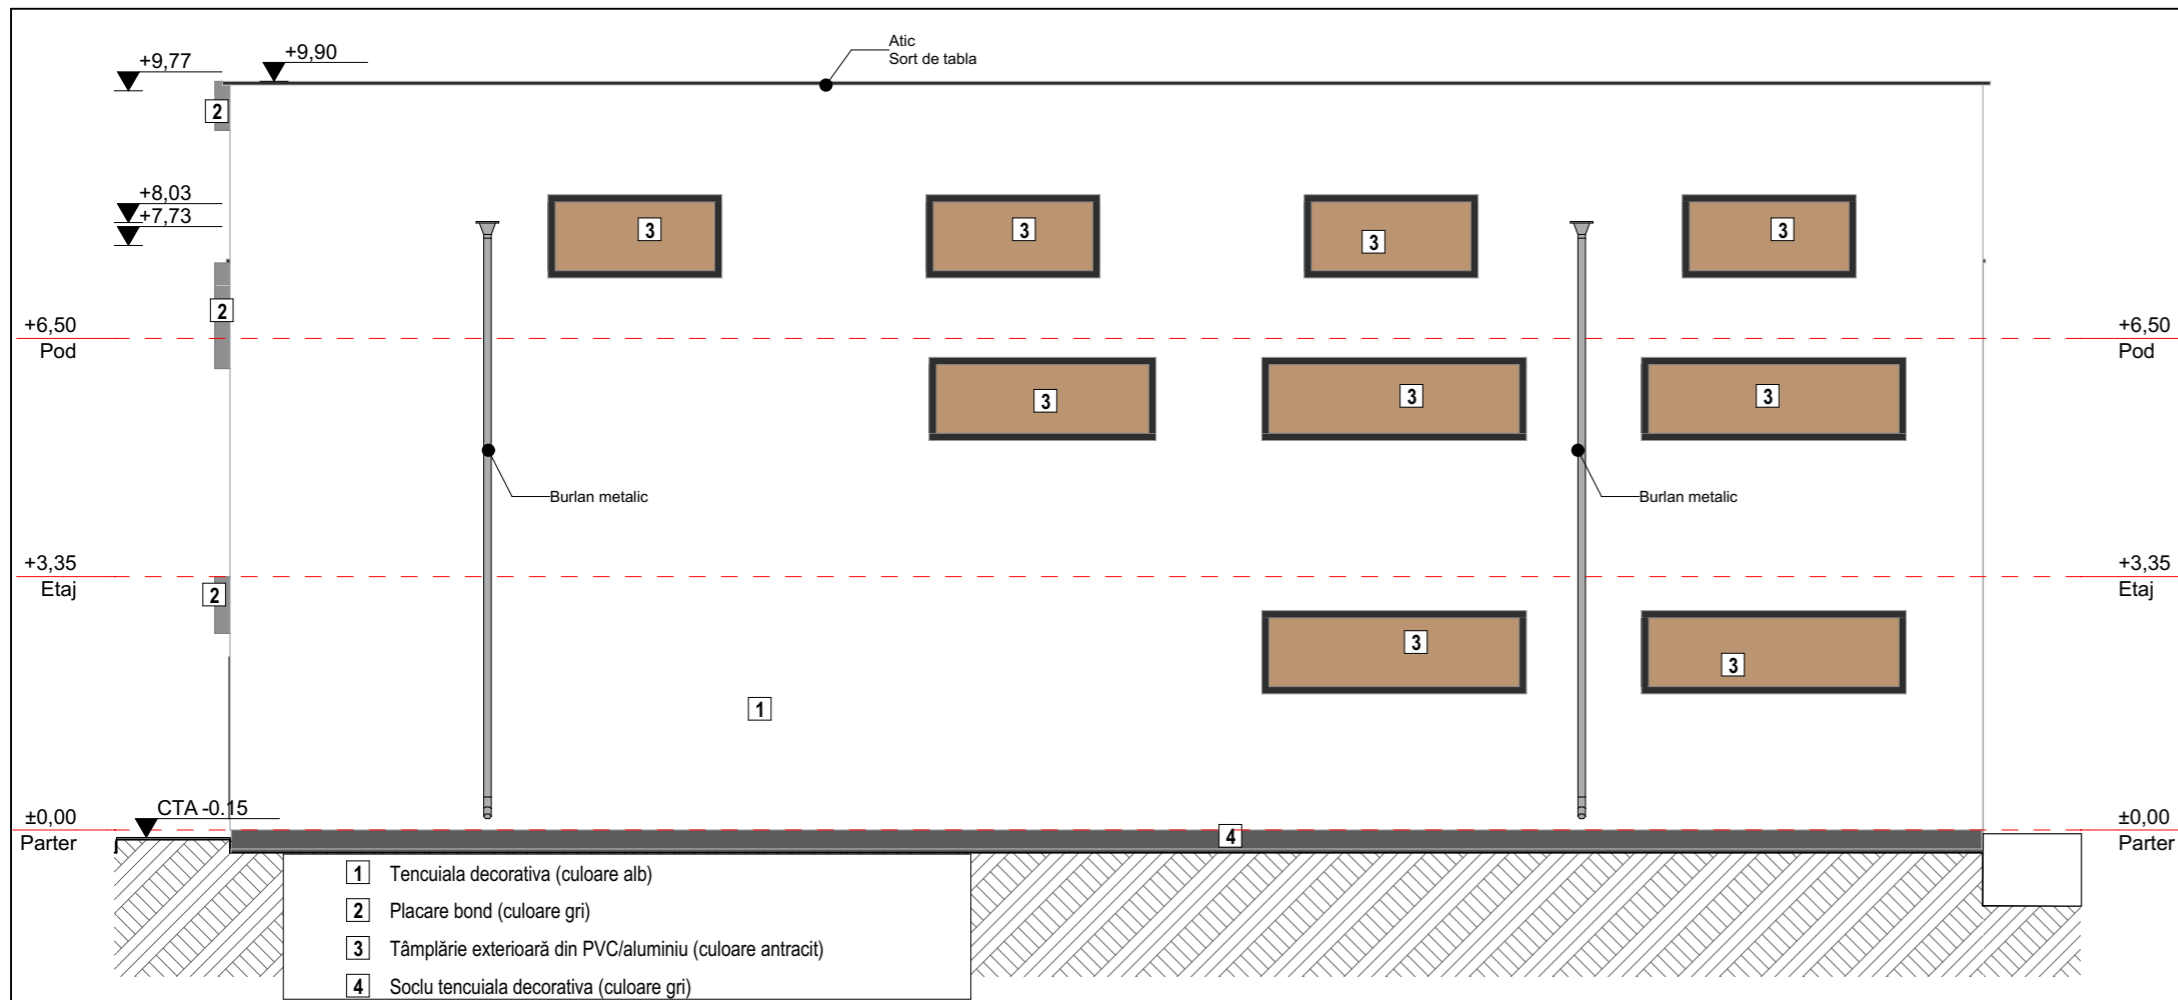 Atic
Sort de tabla
+9,77
+9,90
2
+8,03
+7,73
3
3
3
3
2
+6,50
Pod
+6,50
Pod
3
3
3
Burlan metalic
Burlan metalic
+3,35
Etaj
+3,35
Etaj
2
3
3
1
CTA -0.15
±0,00
Parter
±0,00
Parter
4
1 Tencuiala decorativa (culoare alb)
2 Placare bond (culoare gri)
3 Tâmplărie exterioară din PVC/aluminiu (culoare antracit)
4 Soclu tencuiala decorativa (culoare gri)